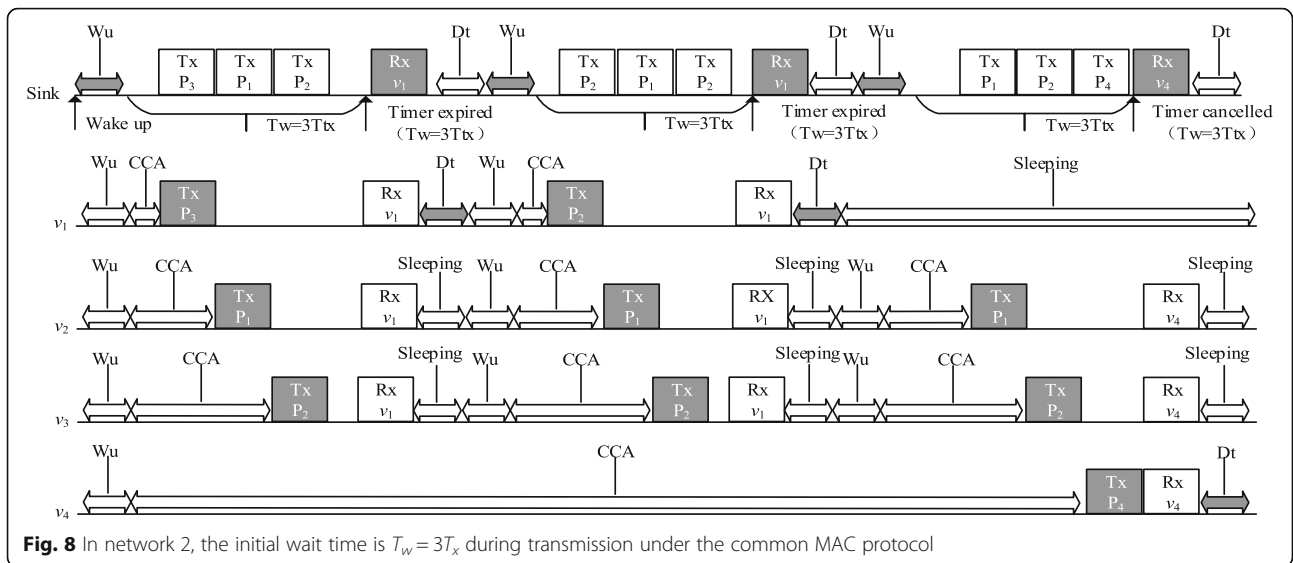 Wu Dt Wu Dt Wu Dt
Tx P3 Tx P1 Tx P2 Rx v1 Tx P2 Tx P1 Tx P2 Rx v1 Tx P1 Tx P2 Tx P4 Rx v4
Sink
Wake up Tw=3Ttx Timer expired Tw=3Ttx Timer expired Tw=3Ttx Timer cancelled
(Tw=3Ttx) (Tw=3Ttx) (Tw=3Ttx)
Wu CCA Dt Wu CCA Dt Sleeping
Tx P3 Rx v1 Tx P2 Rx v1
v1
Wu CCA Sleeping Wu CCA Sleeping Wu CCA Sleeping
Tx P1 Rx v1 Tx P1 RX v1 Tx P1 Rx v4
v2
Wu CCA Sleeping Wu CCA Sleeping Wu CCA Sleeping
Tx P2 Rx v1 Tx P2 Rx v1 Tx P2 Rx v4
v3
Wu CCA Dt
Tx P4 Rx v4
v4
Fig. 8 In network 2, the initial wait time is Tw = 3Tx during transmission under the common MAC protocol